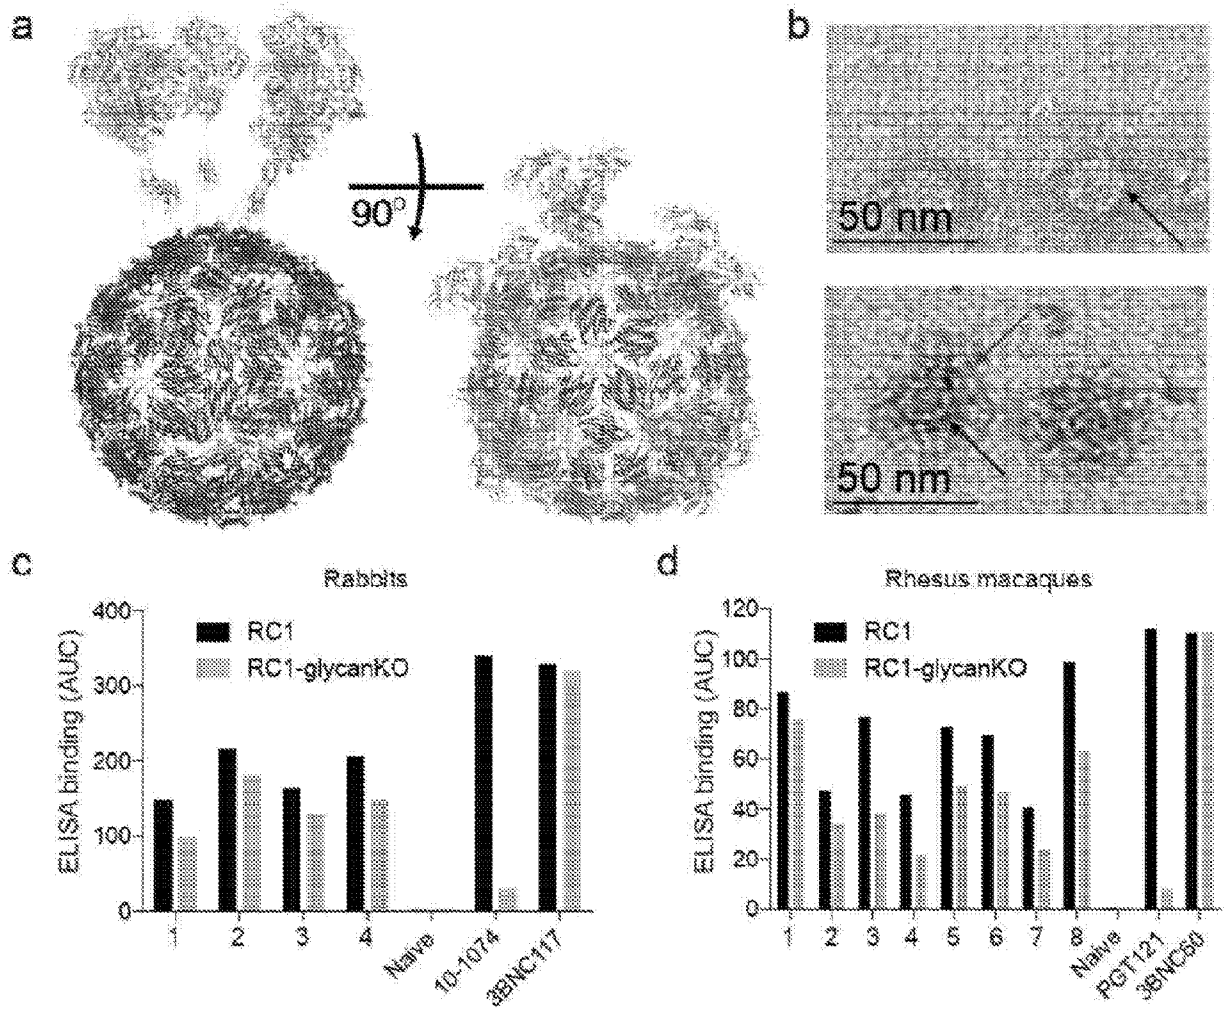 a
b
90°
50 nm
50 nm
c
d
Rabbits
Rhesus macaques
ELISA binding (AUC)
400
300
200
100
0
RC1
RC1-glycanKO
1
2
3
4
Naive
10-1074
3BNC117
ELISA binding (AUC)
120
100
80
60
40
20
0
RC1
RC1-glycanKO
1
2
3
4
5
6
7
8
Naive
PGT121
3BNC60